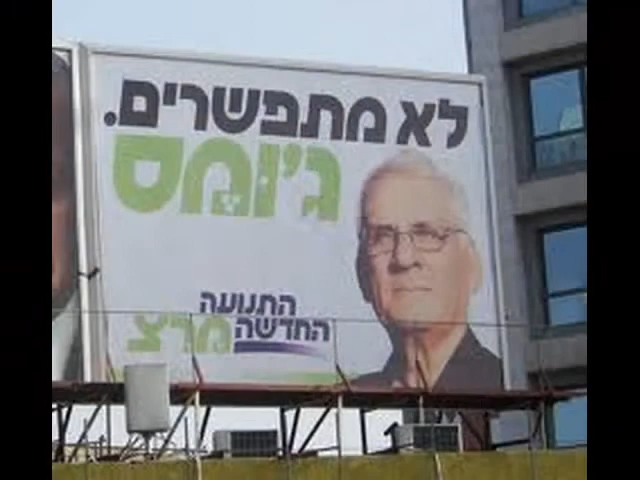 לא מתפשרים.
ג'ומס
התנועה
החדשה
מרצ